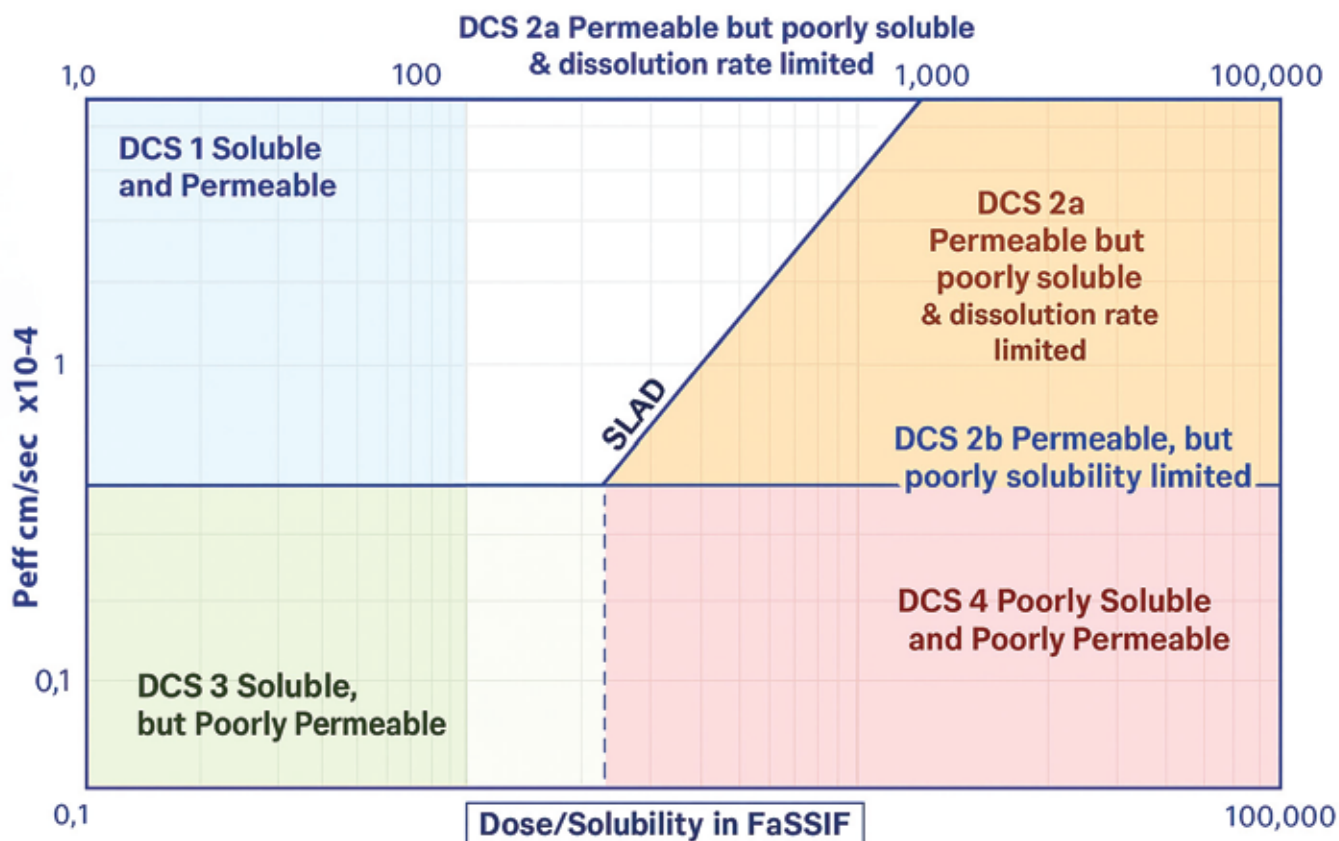 DCS 2a Permeable but poorly soluble
& dissolution rate limited
1,0
100
1,000
100,000
DCS 1 Soluble
and Permeable
DCS 2a
Permeable but
poorly soluble
& dissolution rate
limited
SLAD
DCS 2b Permeable, but
poorly solubility limited
Peff cm/sec x10-4
1
0,1
DCS 3 Soluble,
but Poorly Permeable
DCS 4 Poorly Soluble
and Poorly Permeable
0,1
Dose/Solubility in FaSSIF
100,000